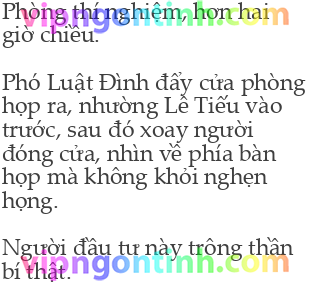 Phòng thí nghiệm, hơn hai
giờ chiều.
Phó Luật Đình đẩy cửa phòng
họp ra, nhường Lê Tiếu vào
trước, sau đó xoay người
đóng cửa, nhìn về phía bàn
họp mà không khỏi nghẹn
họng.
Người đầu tư này trông thần
bí thật.
vipngontinh.com
vipngontinh.com